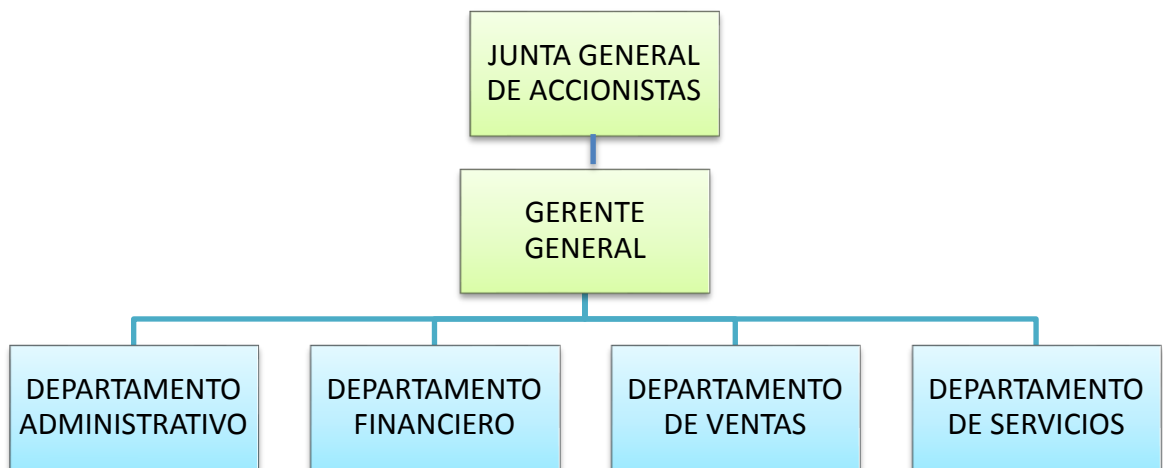 JUNTA GENERAL
DE ACCIONISTAS
GERENTE
GENERAL
DEPARTAMENTO
ADMINISTRATIVO
DEPARTAMENTO
FINANCIERO
DEPARTAMENTO
DE VENTAS
DEPARTAMENTO
DE SERVICIOS